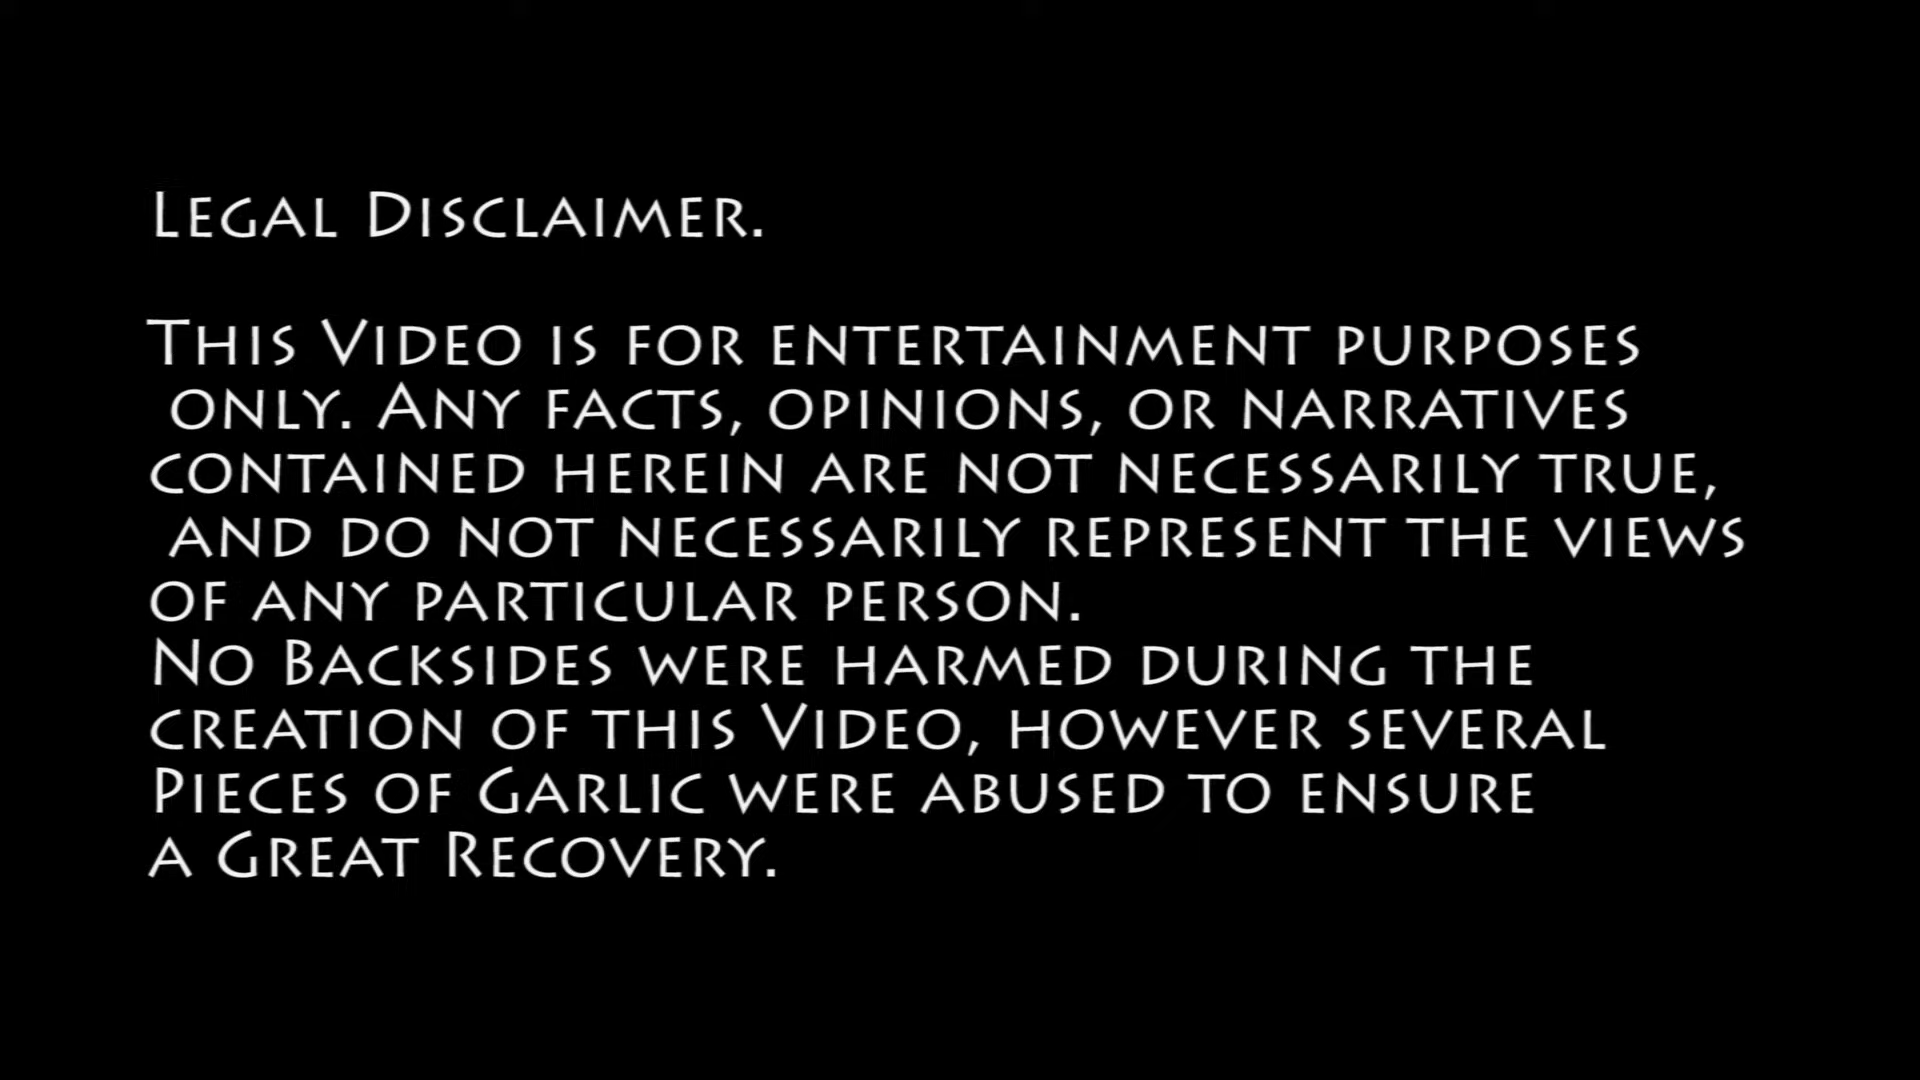 Legal Disclaimer.
This Video is for entertainment purposes
only. Any facts, opinions, or narratives
contained herein are not necessarily true,
and do not necessarily represent the views
of any particular person.
No Backsides were harmed during the
creation of this Video, however several
Pieces of Garlic were abused to ensure
a Great Recovery.